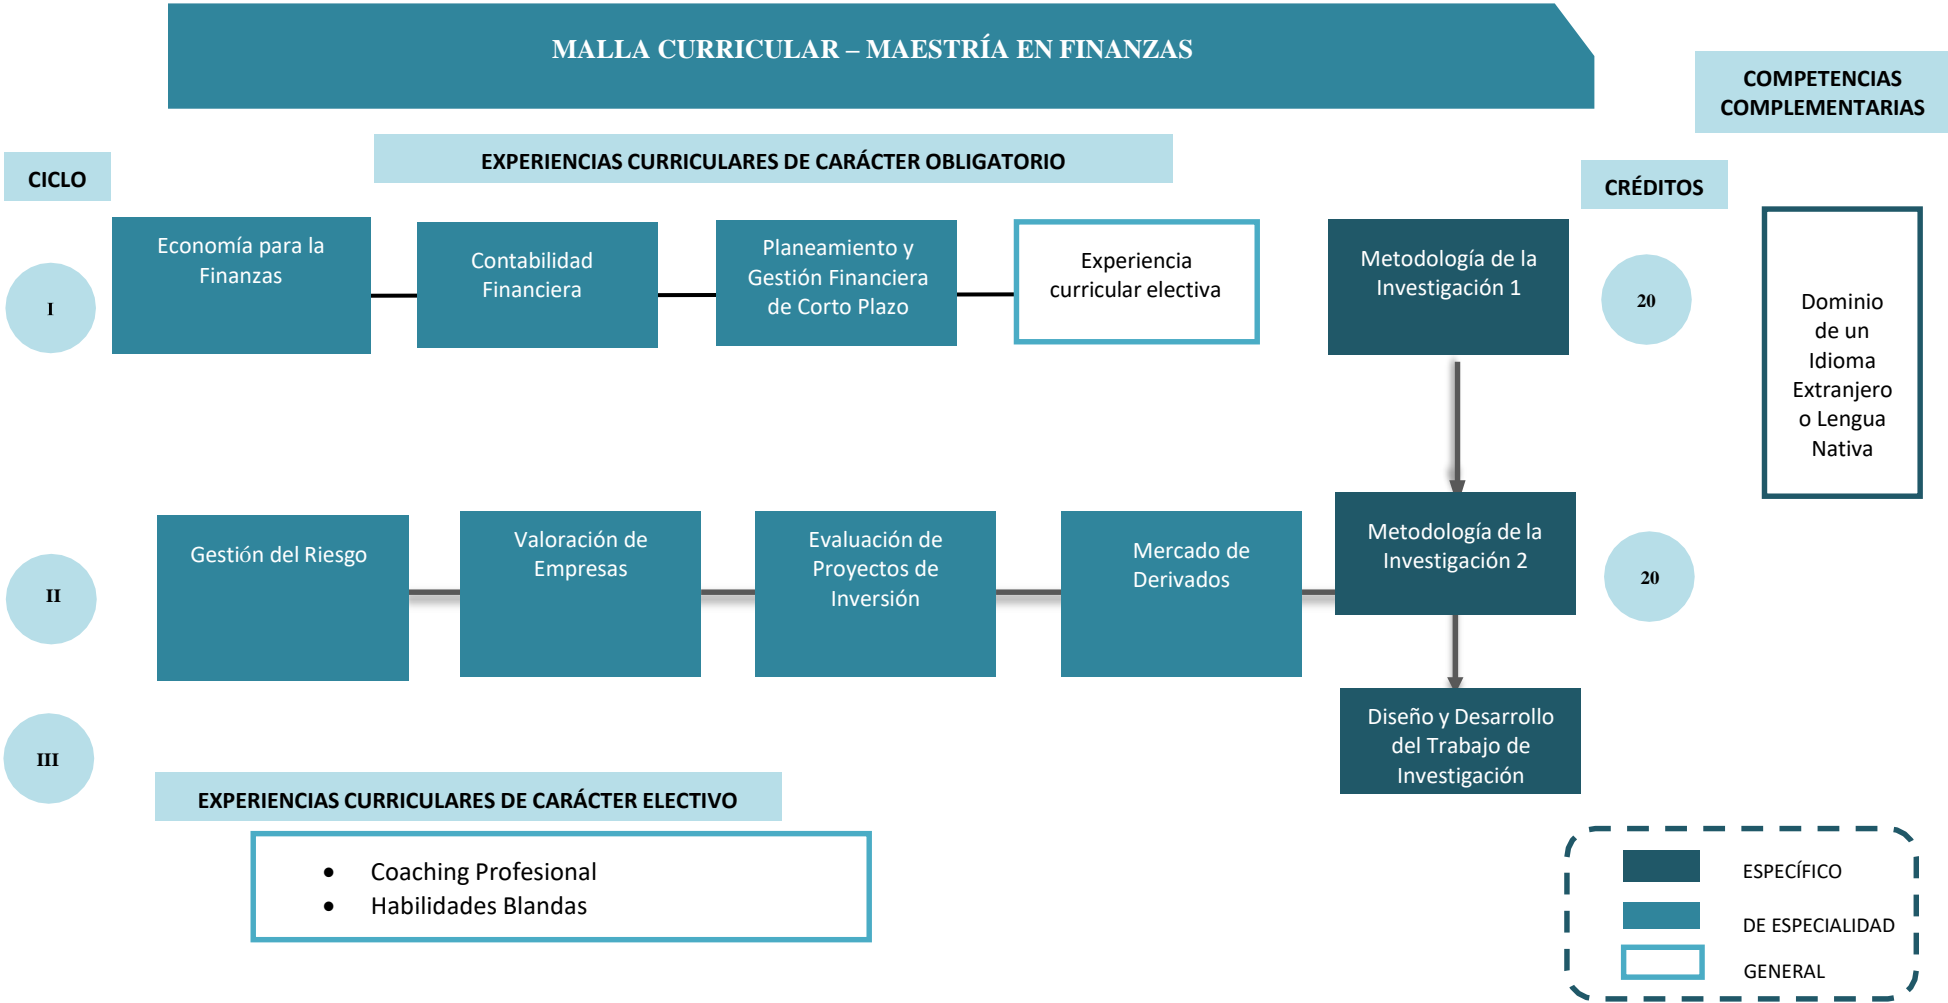 MALLA CURRICULAR – MAESTRÍA EN FINANZAS
COMPETENCIAS
COMPLEMENTARIAS
EXPERIENCIAS CURRICULARES DE CARÁCTER OBLIGATORIO
CICLO
CRÉDITOS
I
Economía para la
Finanzas
Contabilidad
Financiera
Planeamiento y
Gestión Financiera
de Corto Plazo
Experiencia
curricular electiva
Metodología de la
Investigación 1
20
Dominio
de un
Idioma
Extranjero
o Lengua
Nativa
II
Gestión del Riesgo
Valoración de
Empresas
Evaluación de
Proyectos de
Inversión
Mercado de
Derivados
Metodología de la
Investigación 2
20
III
Diseño y Desarrollo
del Trabajo de
Investigación
EXPERIENCIAS CURRICULARES DE CARÁCTER ELECTIVO
• Coaching Profesional
• Habilidades Blandas
ESPECÍFICO
DE ESPECIALIDAD
GENERAL